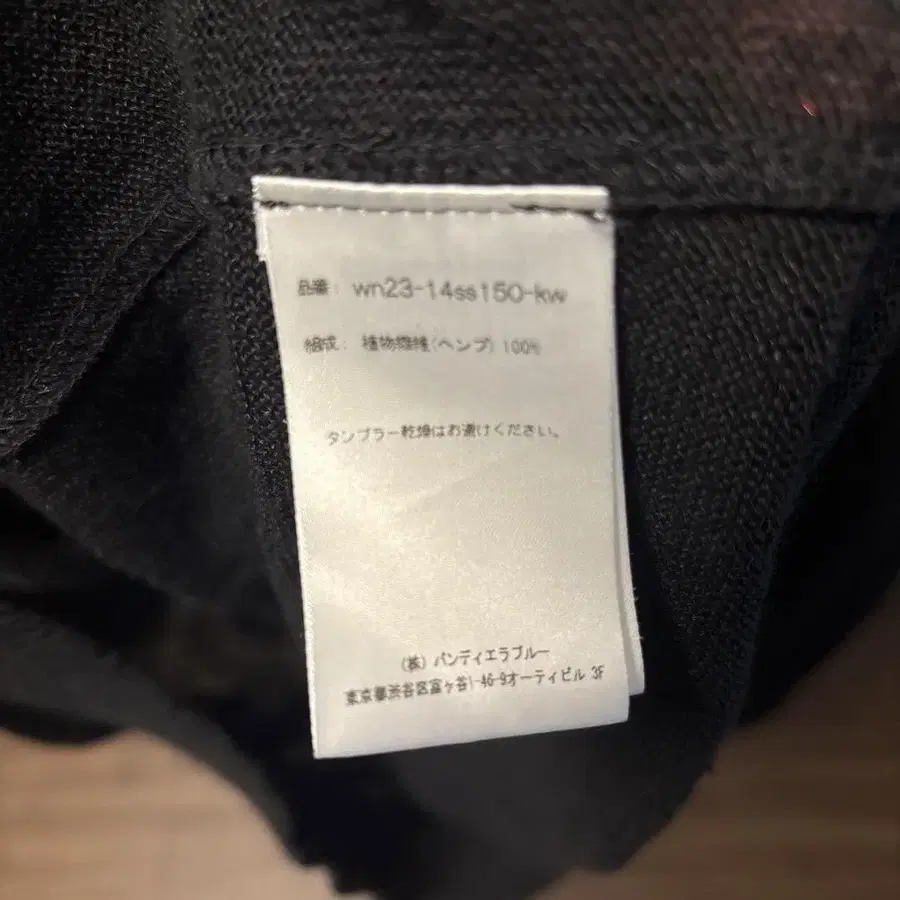 品番： wn23-14ss150-kw
組成： 植物繊維(ヘンプ) 100%
タンブラー乾燥はお避けください。
(株) バンディエラブルー
東京都渋谷区富ヶ谷1-46-9オーティビル 3F